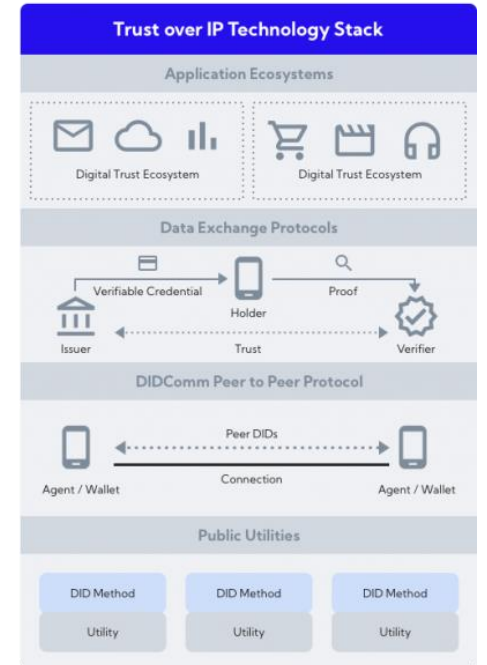 Trust over IP Technology Stack
Application Ecosystems
Digital Trust Ecosystem
Digital Trust Ecosystem
Data Exchange Protocols
Verifiable Credential
Holder
Proof
Issuer
Trust
Verifier
DIDComm Peer to Peer Protocol
Peer DIDs
Connection
Agent / Wallet
Agent / Wallet
Public Utilities
DID Method
DID Method
DID Method
Utility
Utility
Utility